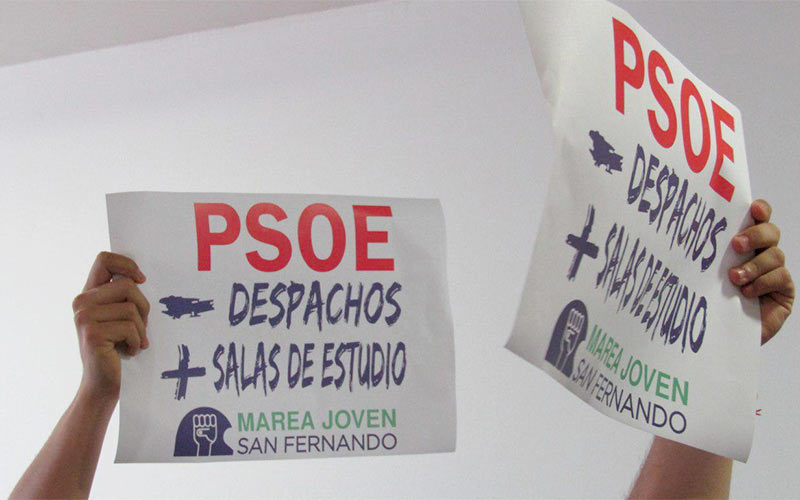 PSOE
- DESPACHOS
+ SALAS DE ESTUDIO
MAREA JOVEN
SAN FERNANDO
PSOE
- DESPACHOS
+ SALAS DE ESTUDIO
MAREA JOVEN
SAN FERNANDO